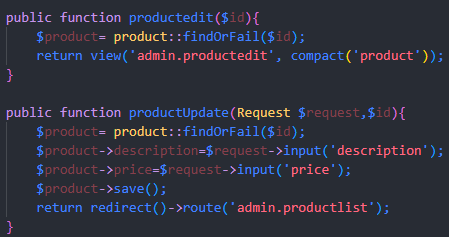 public function productedit($id){
$product= product::findOrFail($id);
return view('admin.productedit', compact('product'));
}
public function productUpdate(Request $request,$id){
$product= product::findOrFail($id);
$product->description=$request->input('description');
$product->price=$request->input('price');
$product->save();
return redirect()->route('admin.productlist');
}